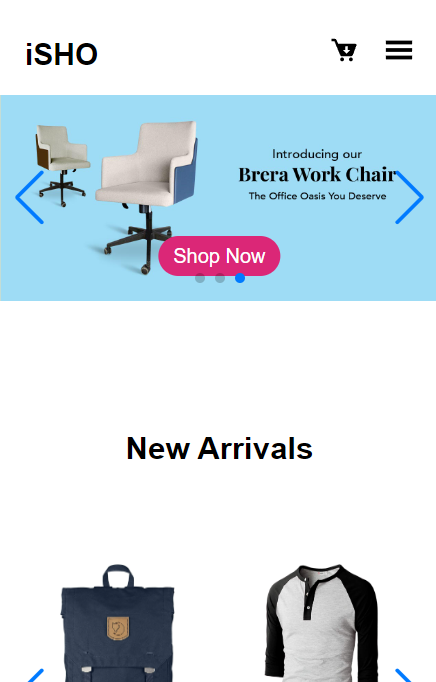 iSHO
Introducing our
Brera Work Chair
The Office Oasis You Deserve
Shop Now
New Arrivals